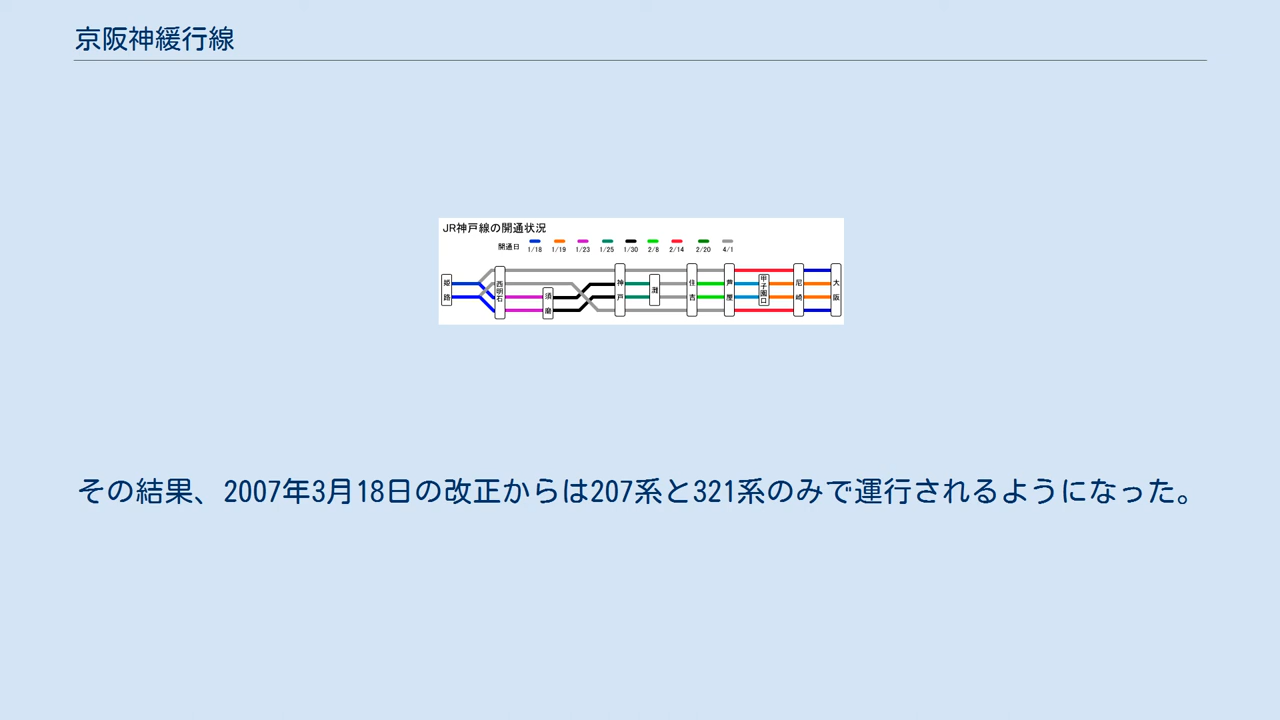 京阪神緩行線
JR神戸線の開通状況
開通日
1/18 1/19 1/23 1/25 1/30 2/8 2/14 2/20 4/1
姫路 西明石 須磨 神戸 灘 住吉 芦屋 甲子園口 尼崎 大阪
その結果、2007年3月18日の改正からは207系と321系のみで運行されるようになった。